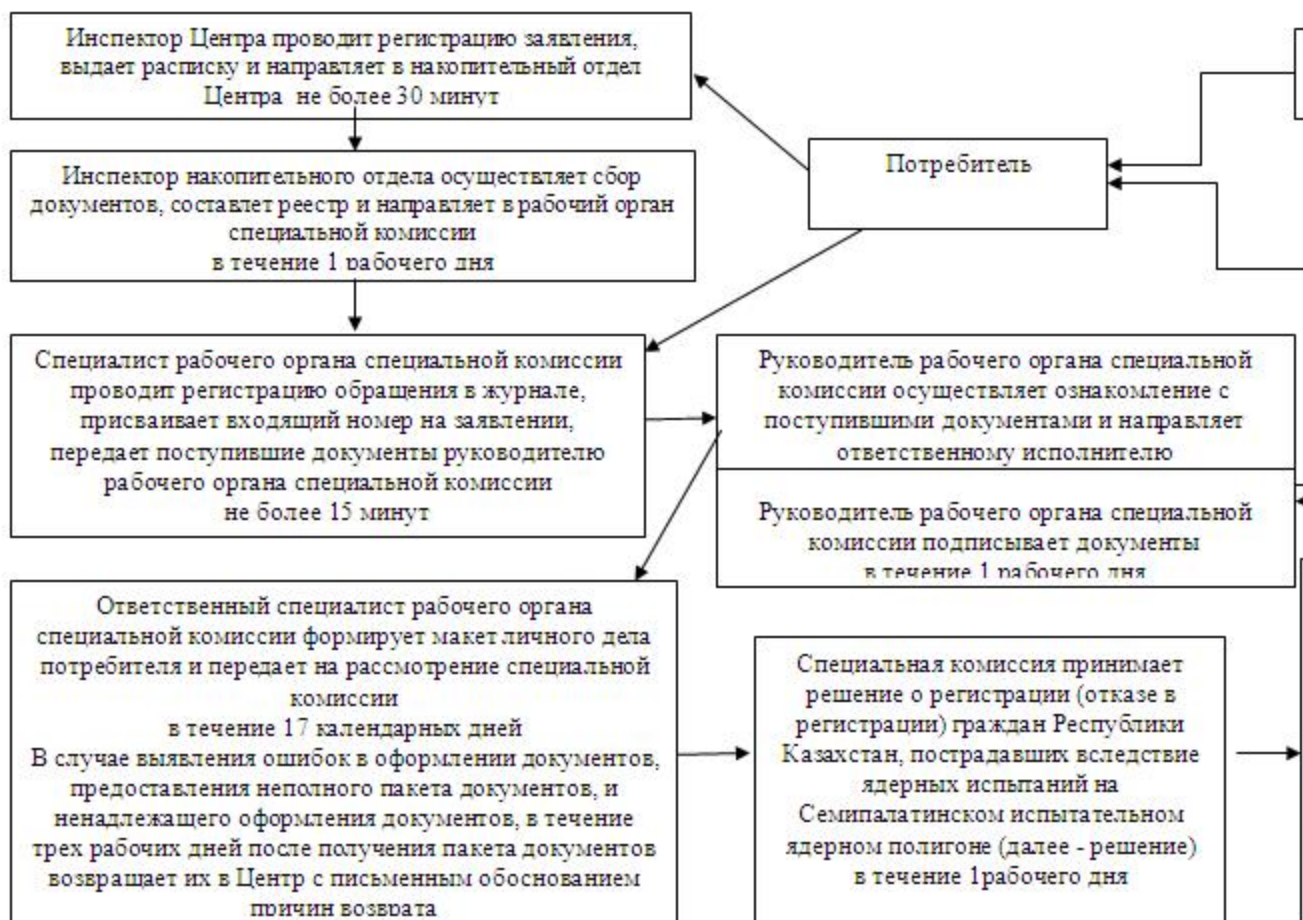 Инспектор Центра проводит регистрацию заявления,
выдает расписку и направляет в накопительный отдел
Центра не более 30 минут
Инспектор накопительного отдела осуществляет сбор
документов, составлет реестр и направляет в рабочий орган
специальной комиссии
в течение 1 рабочего дня
Потребитель
Специалист рабочего органа специальной комиссии
проводит регистрацию обращения в журнале,
присваивает входящий номер на заявлении,
передает поступившие документы руководителю
рабочего органа специальной комиссии
не более 15 минут
Руководитель рабочего органа специальной
комиссии осуществляет ознакомление с
поступившими документами и направляет
ответственному исполнителю
Руководитель рабочего органа специальной
комиссии подписывает документы
в течение 1 рабочего дня
Ответственный специалист рабочего органа
специальной комиссии формирует макет личного дела
потребителя и передает на рассмотрение специальной
комиссии
в течение 17 календарных дней
В случае выявления ошибок в оформлении документов,
предоставления неполного пакета документов, и
ненадлежащего оформления документов, в течение
трех рабочих дней после получения пакета документов
возвращает их в Центр с письменным обоснованием
причин возврата
Специальная комиссия принимает
решение о регистрации (отказе в
регистрации) граждан Республики
Казахстан, пострадавших вследствие
ядерных испытаний на
Семипалатинском испытательном
ядерном полигоне (далее - решение)
в течение 1рабочего дня